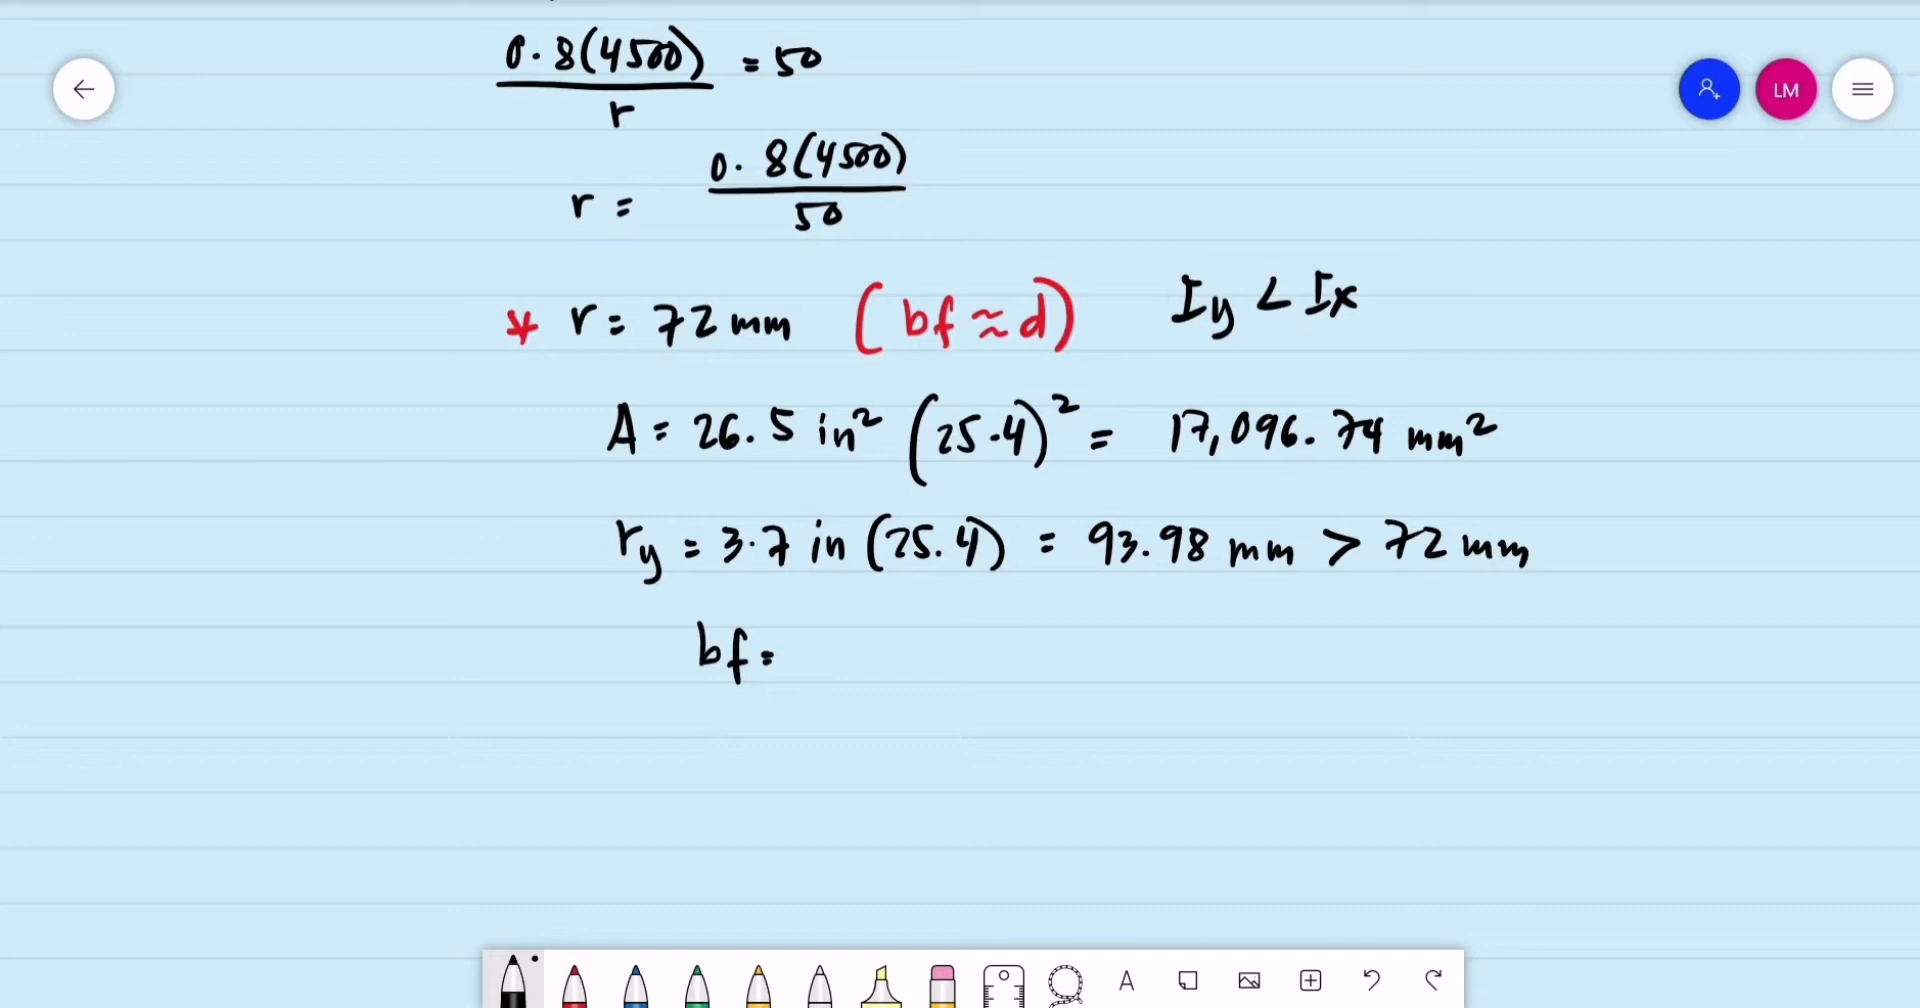 0.8(4500) = 50
r
r = 0.8(4500)
50
* r = 72 mm (bf ≈ d) Iy < Ix
A = 26.5 in² (25.4)² = 17,096.74 mm²
ry = 3.7 in (25.4) = 93.98 mm > 72 mm
bf =
LM
A